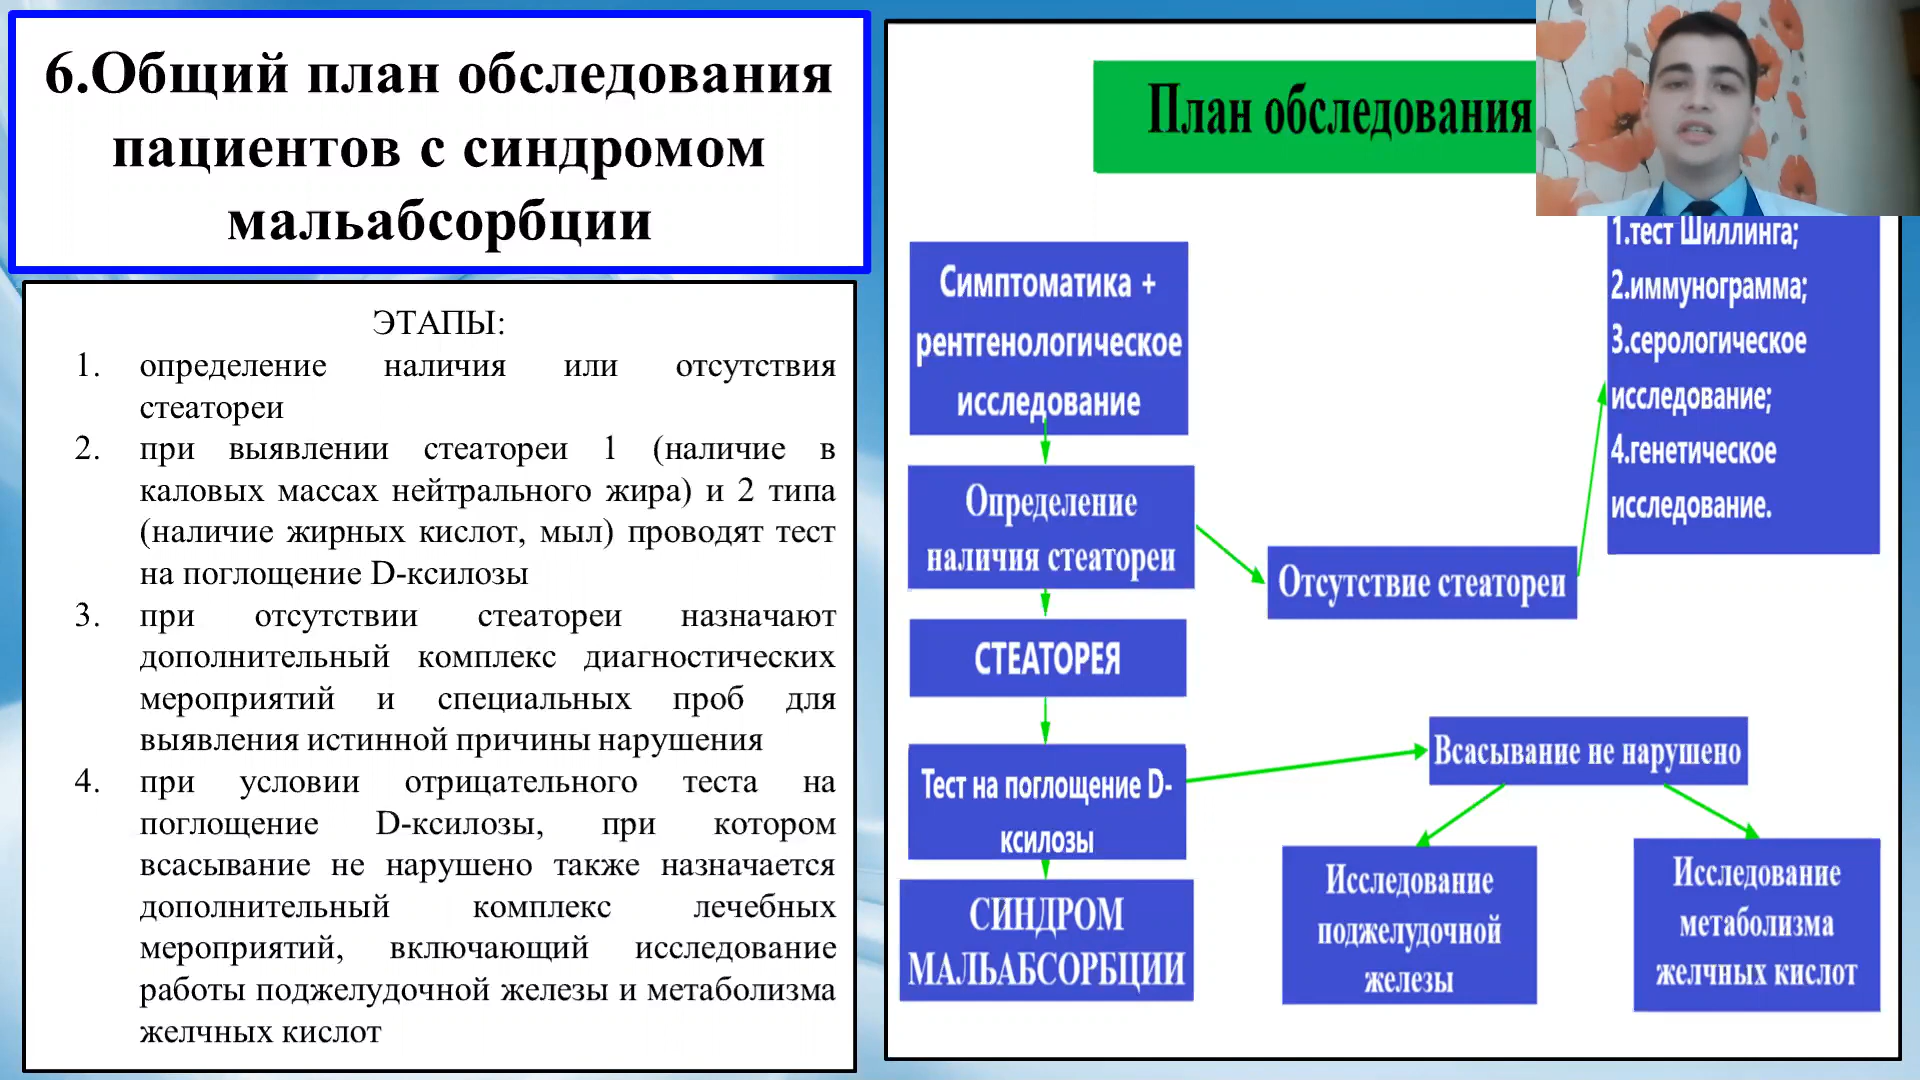 6.Общий план обследования
пациентов с синдромом
мальабсорбции
ЭТАПЫ:
1. определение наличия или отсутствия
стеатореи
2. при выявлении стеатореи 1 (наличие в
каловых массах нейтрального жира) и 2 типа
(наличие жирных кислот, мыл) проводят тест
на поглощение D-ксилозы
3. при отсутствии стеатореи назначают
дополнительный комплекс диагностических
мероприятий и специальных проб для
выявления истинной причины нарушения
4. при условии отрицательного теста на
поглощение D-ксилозы, при котором
всасывание не нарушено также назначается
дополнительный комплекс лечебных
мероприятий, включающий исследование
работы поджелудочной железы и метаболизма
желчных кислот
План обследования
Симптоматика +
рентгенологическое
исследование
Определение
наличия стеатореи
СТЕАТОРЕЯ
Тест на поглощение D-
ксилозы
СИНДРОМ
МАЛЬАБСОРБЦИИ
Отсутствие стеатореи
1.тест Шиллинга;
2.иммунограмма;
3.серологическое
исследование;
4.генетическое
исследование.
Всасывание не нарушено
Исследование
поджелудочной
железы
Исследование
метаболизма
желчных кислот